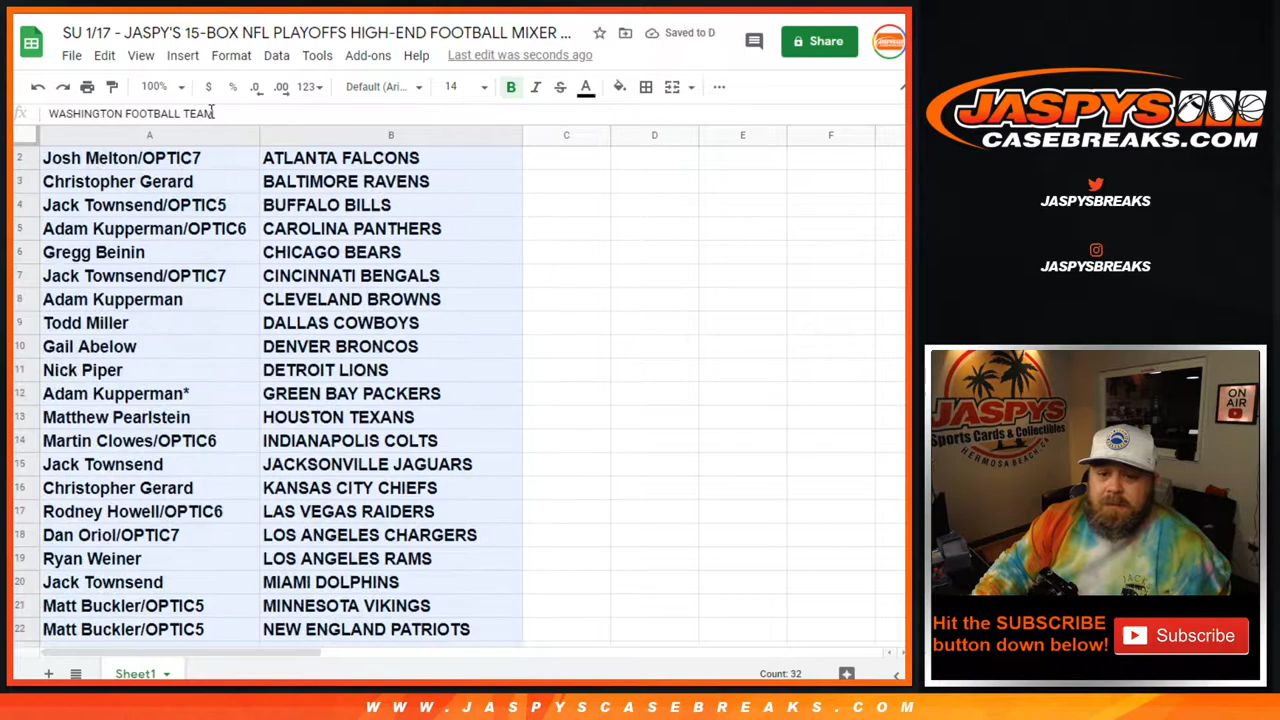 SU 1/17 - JASPY'S 15-BOX NFL PLAYOFFS HIGH-END FOOTBALL MIXER ...
Saved to D
Share
File Edit View Insert Format Data Tools Add-ons Help Last edit was seconds ago
100% $ % .0 .00 123 Default (Ari... 14 B I S A ...
fx WASHINGTON FOOTBALL TEAM
A B C D E F
2 Josh Melton/OPTIC7 ATLANTA FALCONS
3 Christopher Gerard BALTIMORE RAVENS
4 Jack Townsend/OPTIC5 BUFFALO BILLS
5 Adam Kupperman/OPTIC6 CAROLINA PANTHERS
6 Gregg Beinin CHICAGO BEARS
7 Jack Townsend/OPTIC7 CINCINNATI BENGALS
8 Adam Kupperman CLEVELAND BROWNS
9 Todd Miller DALLAS COWBOYS
10 Gail Abelow DENVER BRONCOS
11 Nick Piper DETROIT LIONS
12 Adam Kupperman* GREEN BAY PACKERS
13 Matthew Pearlstein HOUSTON TEXANS
14 Martin Clowes/OPTIC6 INDIANAPOLIS COLTS
15 Jack Townsend JACKSONVILLE JAGUARS
16 Christopher Gerard KANSAS CITY CHIEFS
17 Rodney Howell/OPTIC6 LAS VEGAS RAIDERS
18 Dan Oriol/OPTIC7 LOS ANGELES CHARGERS
19 Ryan Weiner LOS ANGELES RAMS
20 Jack Townsend MIAMI DOLPHINS
21 Matt Buckler/OPTIC5 MINNESOTA VIKINGS
22 Matt Buckler/OPTIC5 NEW ENGLAND PATRIOTS
Sheet1
Count: 32
JASPYS
CASEBREAKS.COM
JASPYSBREAKS
JASPYSBREAKS
JASPYS
Sports Cards & Collectibles
HERMOSA BEACH, CA
ON AIR
Hit the SUBSCRIBE
button down below!
Subscribe
WWW.JASPYSCASEBREAKS.COM